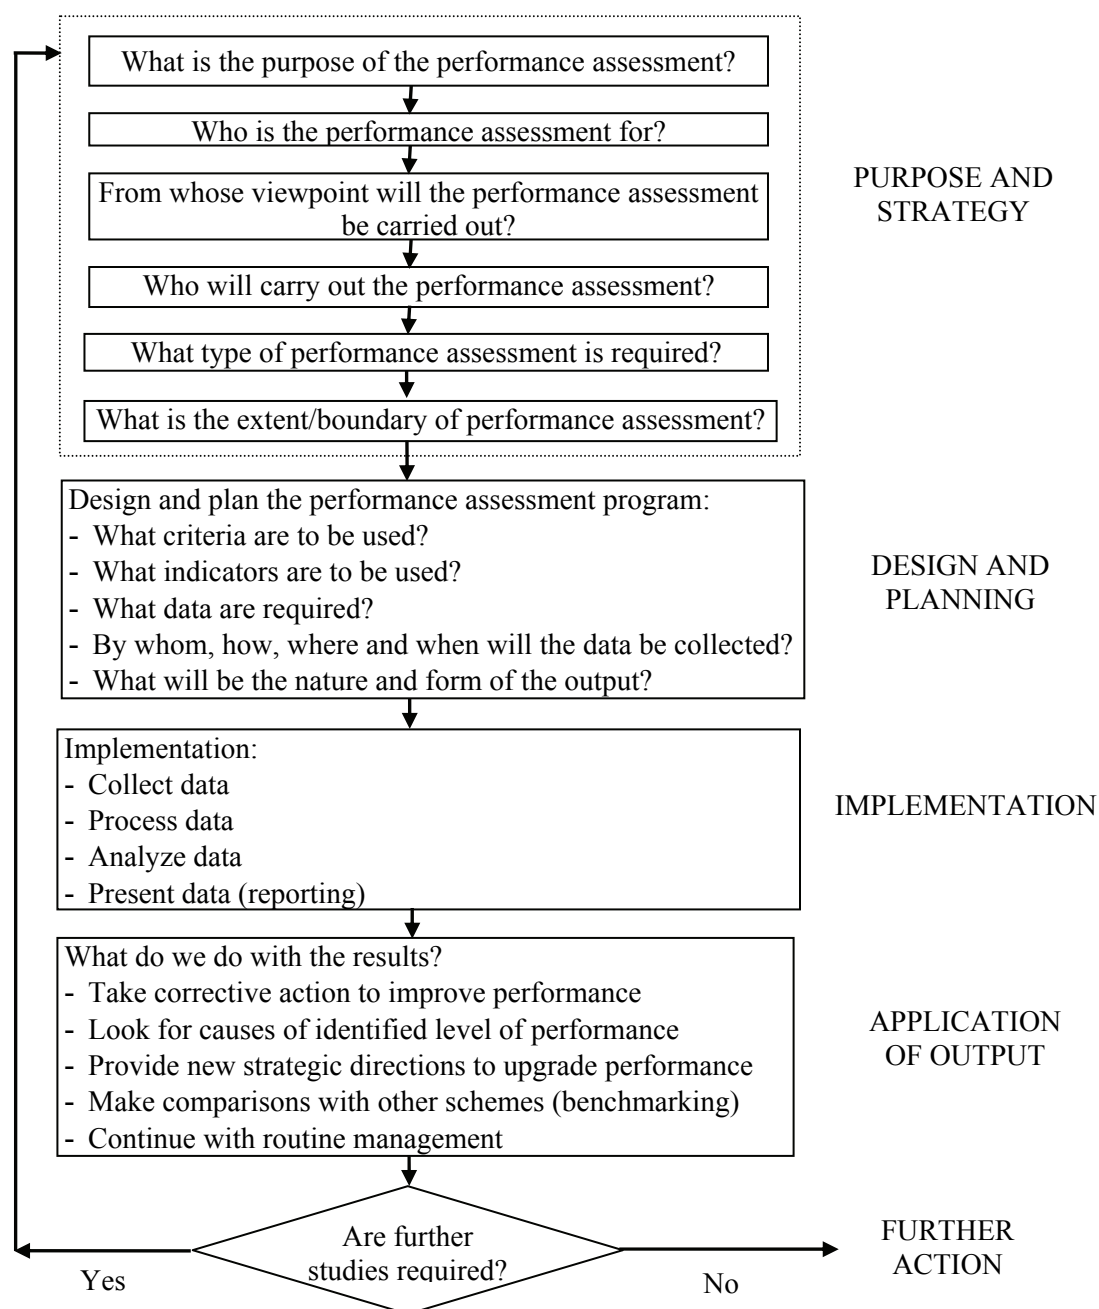 What is the purpose of the performance assessment?
Who is the performance assessment for?
From whose viewpoint will the performance assessment
be carried out?
Who will carry out the performance assessment?
What type of performance assessment is required?
What is the extent/boundary of performance assessment?
PURPOSE AND
STRATEGY
Design and plan the performance assessment program:
- What criteria are to be used?
- What indicators are to be used?
- What data are required?
- By whom, how, where and when will the data be collected?
- What will be the nature and form of the output?
DESIGN AND
PLANNING
Implementation:
- Collect data
- Process data
- Analyze data
- Present data (reporting)
IMPLEMENTATION
What do we do with the results?
- Take corrective action to improve performance
- Look for causes of identified level of performance
- Provide new strategic directions to upgrade performance
- Make comparisons with other schemes (benchmarking)
- Continue with routine management
APPLICATION
OF OUTPUT
Are further
studies required?
Yes
No
FURTHER
ACTION